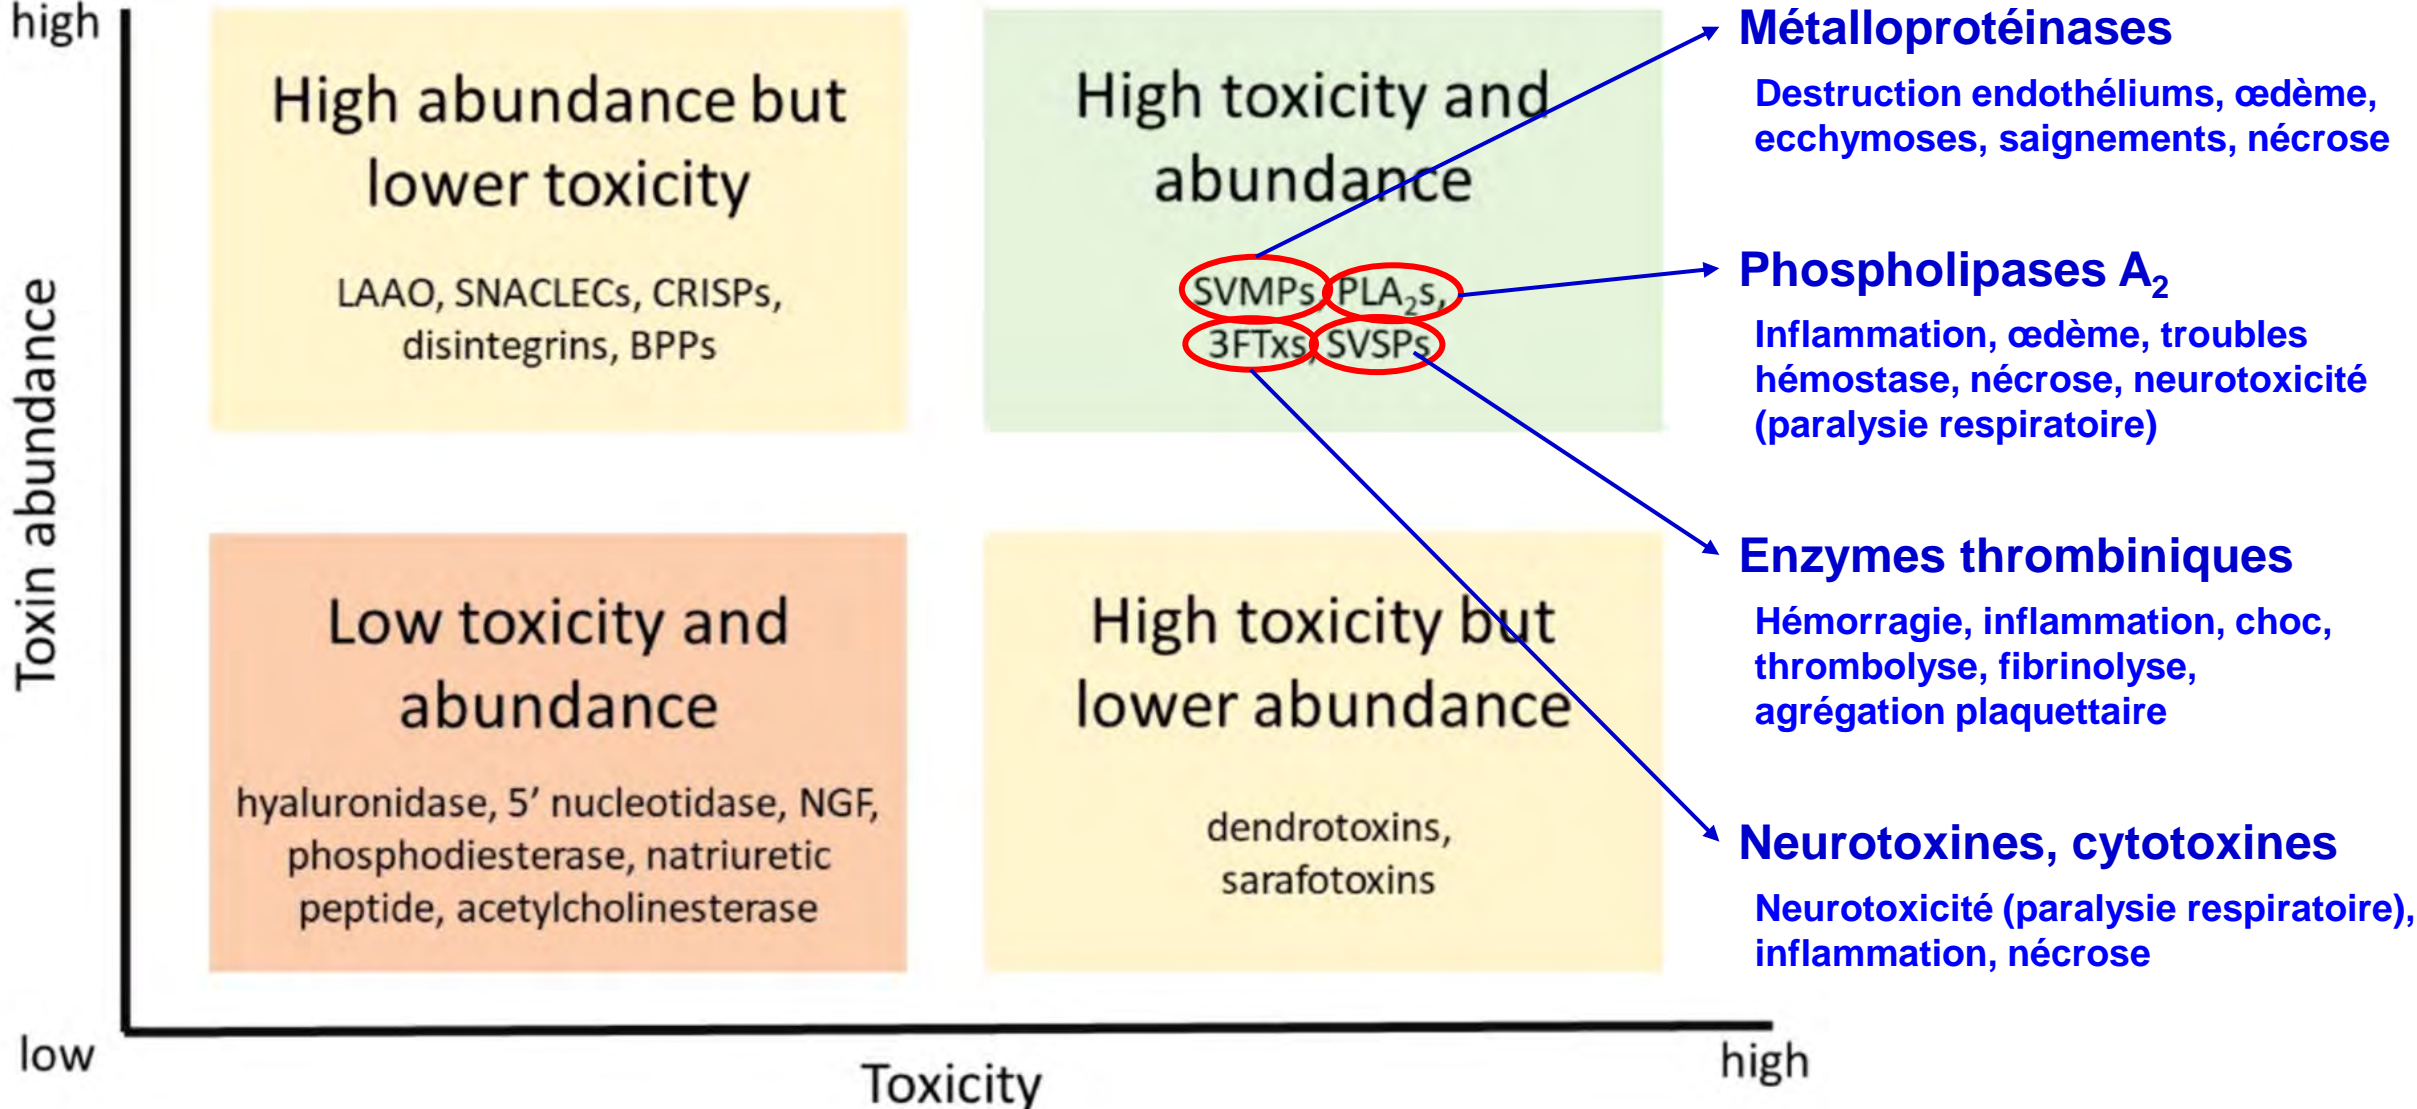 high
Toxin abundance
low
Toxicity
high
High abundance but
lower toxicity
LAAO, SNACLECs, CRISPs,
disintegrins, BPPs
High toxicity and
abundance
SVMPs, PLA₂s,
3FTxs, SVSPs
Low toxicity and
abundance
hyaluronidase, 5’ nucleotidase, NGF,
phosphodiesterase, natriuretic
peptide, acetylcholinesterase
High toxicity but
lower abundance
dendrotoxins,
sarafotoxins
Métalloprotéinases
Destruction endothéliums, œdème,
ecchymoses, saignements, nécrose
Phospholipases A₂
Inflammation, œdème, troubles
hémostase, nécrose, neurotoxicité
(paralysie respiratoire)
Enzymes thrombiniques
Hémorragie, inflammation, choc,
thrombolyse, fibrinolyse,
agrégation plaquettaire
Neurotoxines, cytotoxines
Neurotoxicité (paralysie respiratoire),
inflammation, nécrose